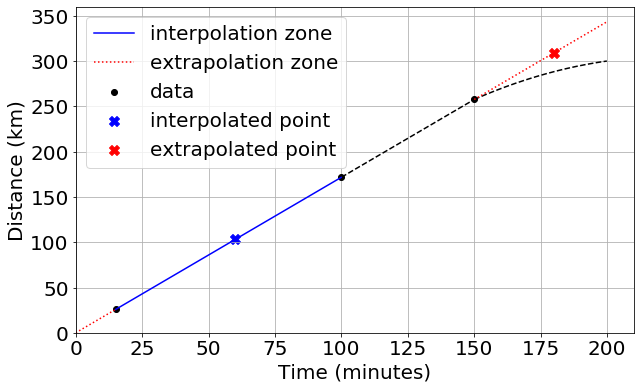 350
300
250
200
150
100
50
0
Distance (km)
interpolation zone
extrapolation zone
data
interpolated point
extrapolated point
0 25 50 75 100 125 150 175 200
Time (minutes)